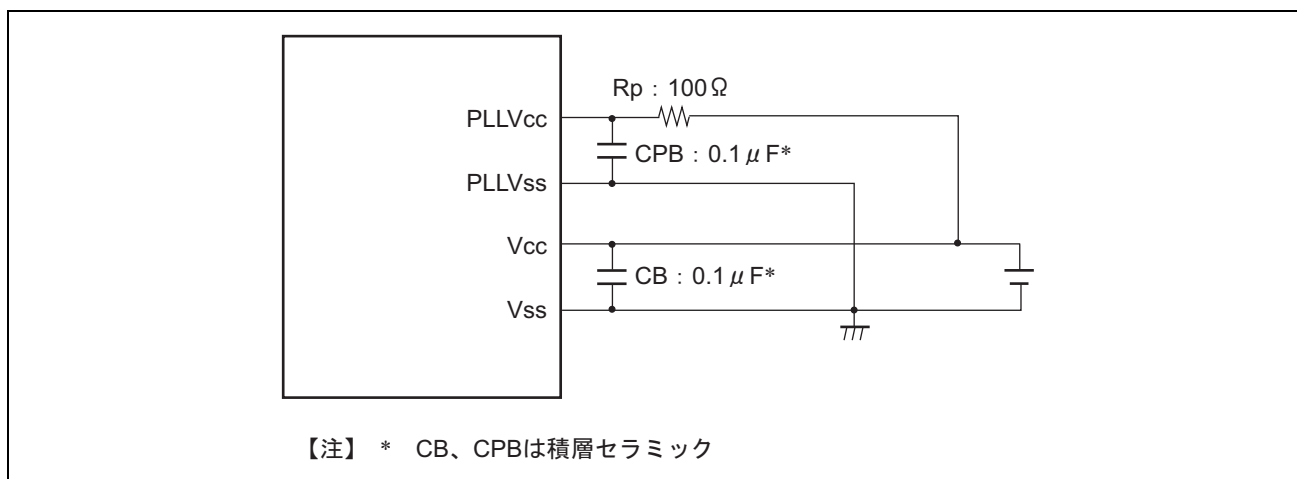 Rp：100Ω
PLLVcc
CPB：0.1μF*
PLLVss
Vcc
CB：0.1μF*
Vss
【注】 * CB、CPBは積層セラミック